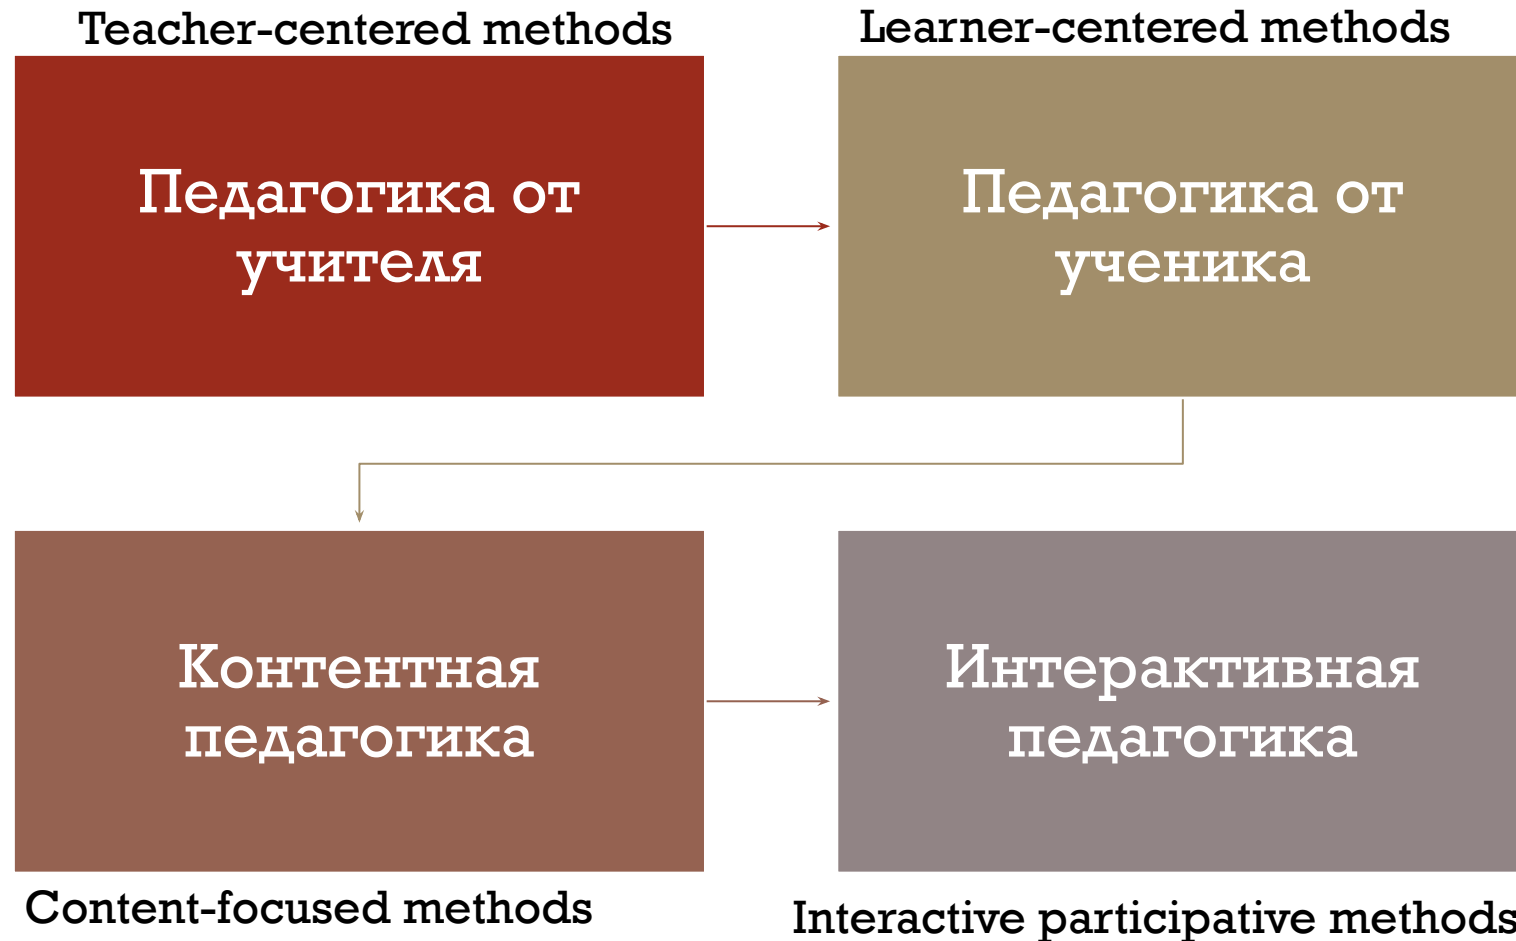 Teacher-centered methods
Learner-centered methods
Педагогика от
учителя
Педагогика от
ученика
Контентная
педагогика
Интерактивная
педагогика
Content-focused methods
Interactive participative methods